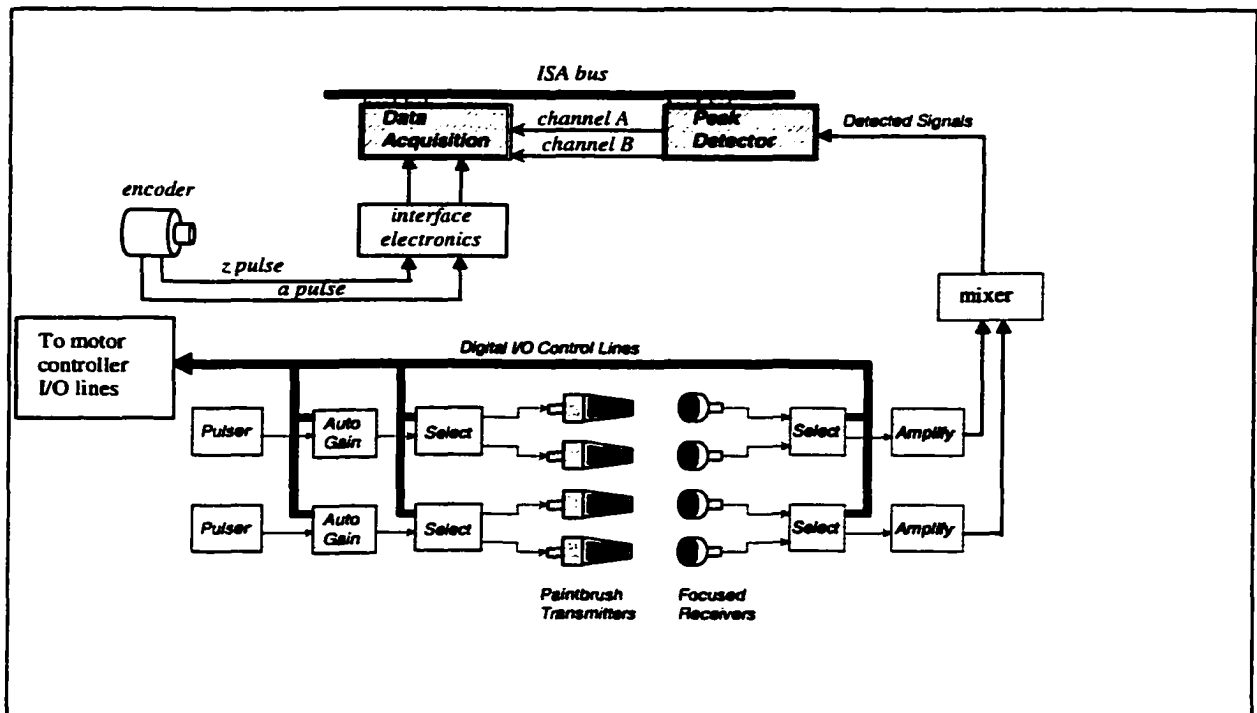 ISA bus
Data
Acquisition
channel A
channel B
Peak
Detector
Detected Signals
encoder
interface
electronics
z pulse
a pulse
mixer
To motor
controller
I/O lines
Digital I/O Control Lines
Pulser
Auto
Gain
Select
Select
Amplify
Pulser
Auto
Gain
Select
Select
Amplify
Paintbrush
Transmitters
Focused
Receivers